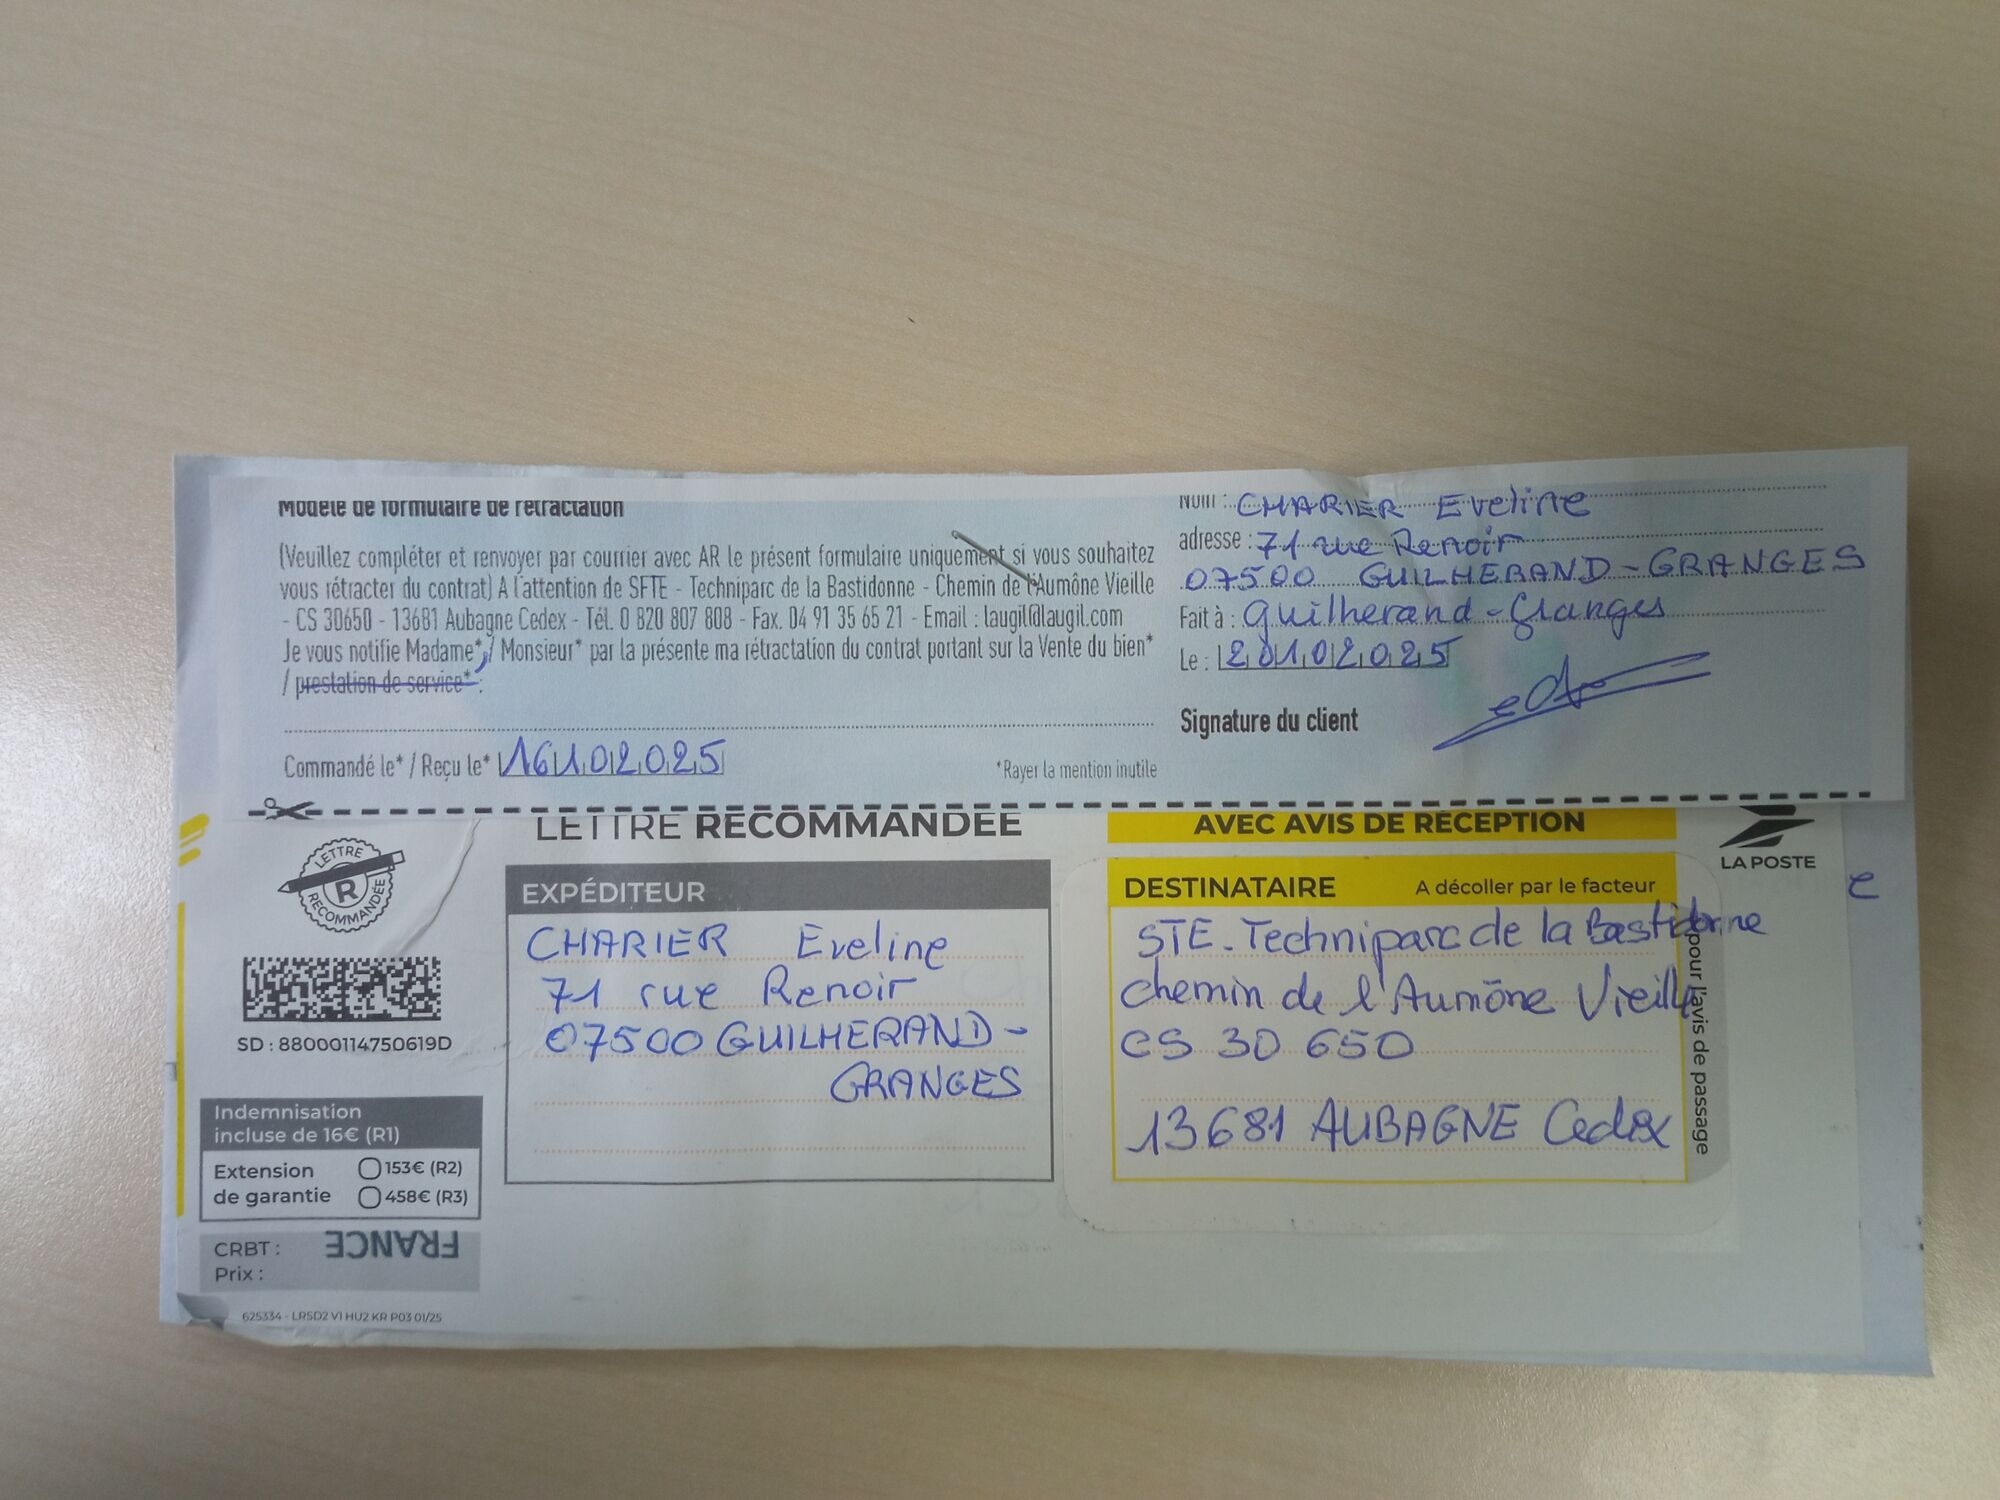 Modèle de formulaire de rétractation
(Veuillez compléter et renvoyer par courrier avec AR le présent formulaire uniquement si vous souhaitez
vous rétracter du contrat) A l'attention de SFTE - Techniparc de la Bastidonne - Chemin de l'Aumône Vieille
- CS 30650 - 13681 Aubagne Cedex - Tél. 0 820 807 808 - Fax. 04 91 35 65 21 - Email : laugil@laugil.com
Je vous notifie Madame*, / Monsieur* par la présente ma rétractation du contrat portant sur la Vente du bien*
/ prestation de service* :
Commandé le* / Reçu le* 16102025
*Rayer la mention inutile
Nom : CHARIER Eveline
adresse : 71 rue Renoir
07500 GUILHERAND-GRANGES
Fait à : Guilherand-Granges
Le : 20102025
Signature du client
LETTRE RECOMMANDÉE
AVEC AVIS DE RÉCEPTION
LA POSTE
LETTRE
R
RECOMMANDÉE
SD : 88000114750619D
Indemnisation
incluse de 16€ (R1)
Extension
de garantie
153€ (R2)
458€ (R3)
CRBT :
Prix :
FRANCE
625334 - LR5D2 V1 HU2 KR P03 01/25
EXPÉDITEUR
CHARIER Eveline
71 rue Renoir
07500 GUILHERAND-
GRANGES
DESTINATAIRE A décoller par le facteur
pour l'avis de passage
STE - Techniparc de la Bastidonne
chemin de l'Aumône Vieille
CS 30 650
13681 AUBAGNE Cedex
e